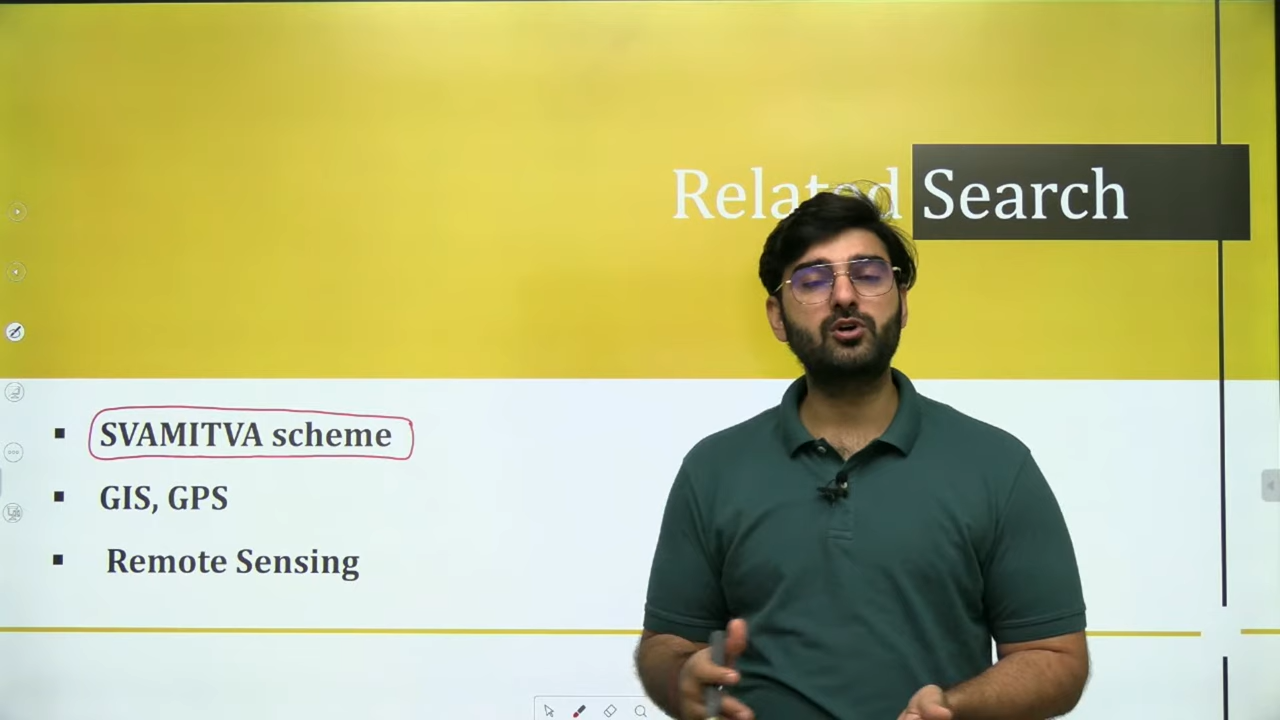 Related Search
SVAMITVA scheme
GIS, GPS
Remote Sensing